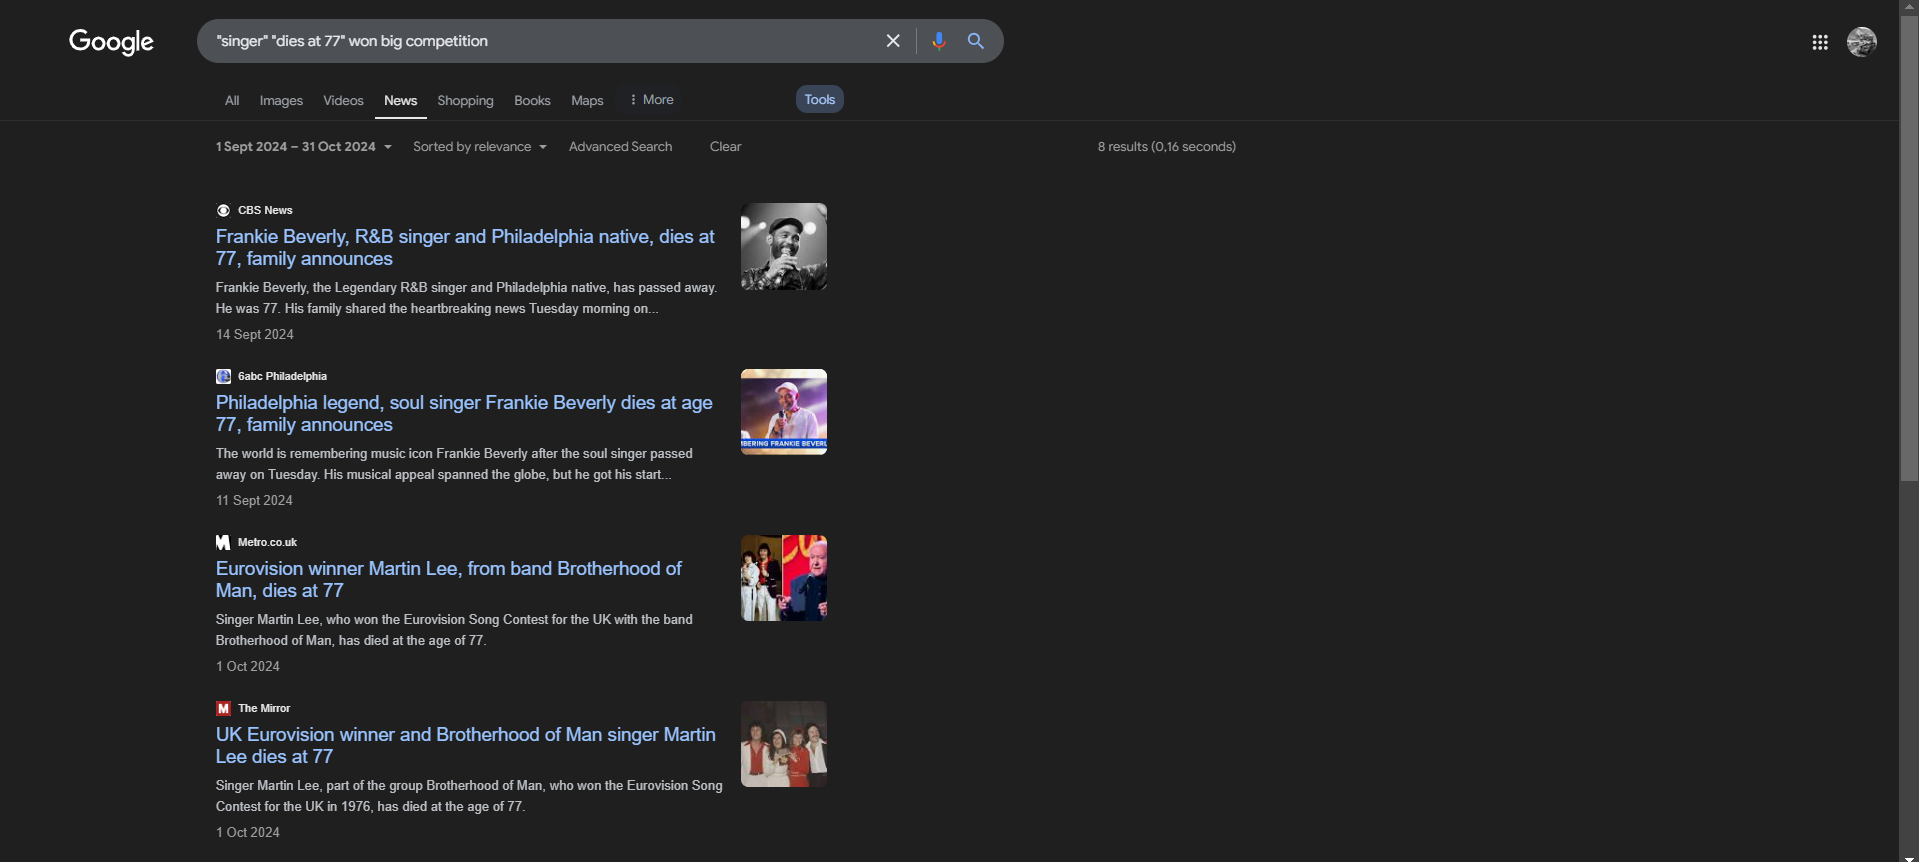 Google
"singer" "dies at 77" won big competition
All Images Videos News Shopping Books Maps More Tools
1 Sept 2024 – 31 Oct 2024 Sorted by relevance Advanced Search Clear 8 results (0,16 seconds)
CBS News
Frankie Beverly, R&B singer and Philadelphia native, dies at
77, family announces
Frankie Beverly, the Legendary R&B singer and Philadelphia native, has passed away.
He was 77. His family shared the heartbreaking news Tuesday morning on...
14 Sept 2024
6abc Philadelphia
Philadelphia legend, soul singer Frankie Beverly dies at age
77, family announces
The world is remembering music icon Frankie Beverly after the soul singer passed
away on Tuesday. His musical appeal spanned the globe, but he got his start...
11 Sept 2024
MBERING FRANKIE BEVERL
M Metro.co.uk
Eurovision winner Martin Lee, from band Brotherhood of
Man, dies at 77
Singer Martin Lee, who won the Eurovision Song Contest for the UK with the band
Brotherhood of Man, has died at the age of 77.
1 Oct 2024
M The Mirror
UK Eurovision winner and Brotherhood of Man singer Martin
Lee dies at 77
Singer Martin Lee, part of the group Brotherhood of Man, who won the Eurovision Song
Contest for the UK in 1976, has died at the age of 77.
1 Oct 2024